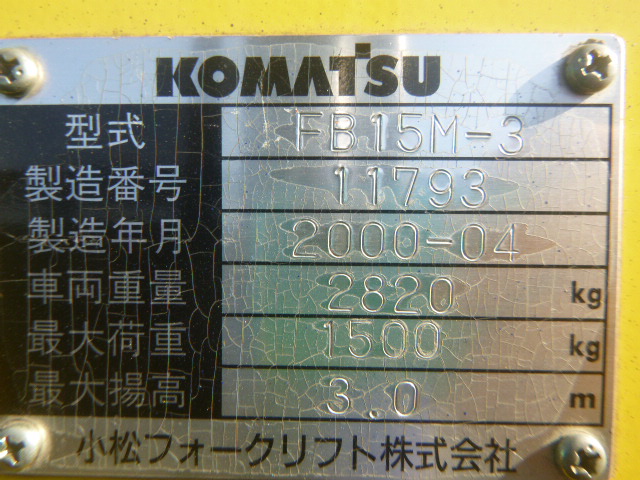 KOMATSU
型式 FB15M-3
製造番号 11793
製造年月 2000-04
車両重量 2820 kg
最大荷重 1500 kg
最大揚高 3.0 m
小松フォークリフト株式会社